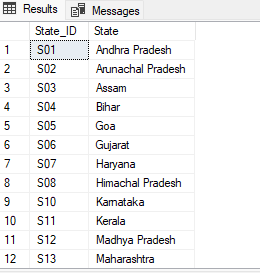 Results Messages
State_ID State
1 S01 Andhra Pradesh
2 S02 Arunachal Pradesh
3 S03 Assam
4 S04 Bihar
5 S05 Goa
6 S06 Gujarat
7 S07 Haryana
8 S08 Himachal Pradesh
9 S10 Karnataka
10 S11 Kerala
11 S12 Madhya Pradesh
12 S13 Maharashtra